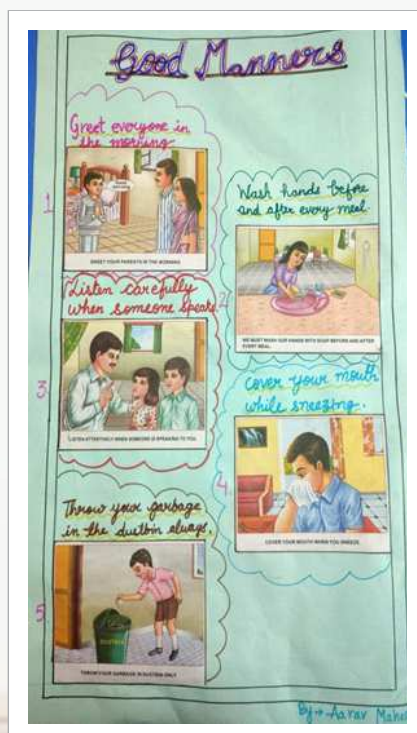 Good Manners
Greet everyone in
the morning
1
GREET YOUR PARENTS IN THE MORNING
Wash hands before
and after every meal.
2
WE MUST WASH OUR HANDS WITH SOAP BEFORE AND AFTER
EVERY MEAL.
Listen carefully
when someone speaks.
3
LISTEN ATTENTIVELY WHEN SOMEONE IS SPEAKING TO YOU
cover your mouth
while sneezing.
4.
COVER YOUR MOUTH WHEN YOU SNEEZE.
Throw your garbage
in the dustbin always.
5
DUSTBIN
THROW YOUR GARBAGE IN DUSTBIN ONLY
By → Aarav